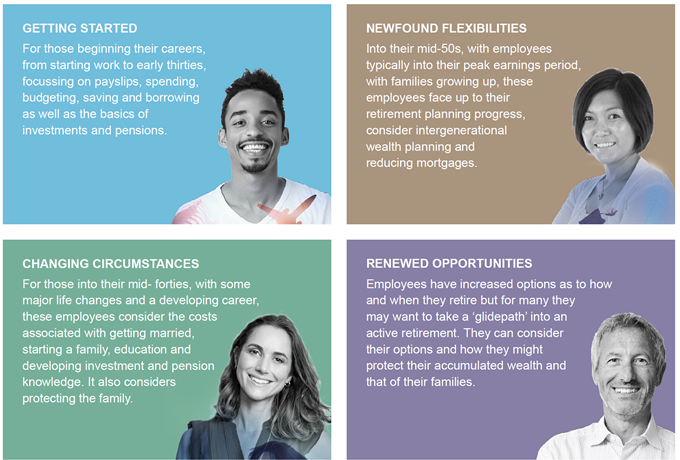 GETTING STARTED
For those beginning their careers,
from starting work to early thirties,
focussing on payslips, spending,
budgeting, saving and borrowing
as well as the basics of
investments and pensions.
NEWFOUND FLEXIBILITIES
Into their mid-50s, with employees
typically into their peak earnings period,
with families growing up, these
employees face up to their
retirement planning progress,
consider intergenerational
wealth planning and
reducing mortgages.
CHANGING CIRCUMSTANCES
For those into their mid- forties, with some
major life changes and a developing career,
these employees consider the costs
associated with getting married,
starting a family, education and
developing investment and pension
knowledge. It also considers
protecting the family.
RENEWED OPPORTUNITIES
Employees have increased options as to how
and when they retire but for many they
may want to take a ‘glidepath’ into an
active retirement. They can consider
their options and how they might
protect their accumulated wealth and
that of their families.